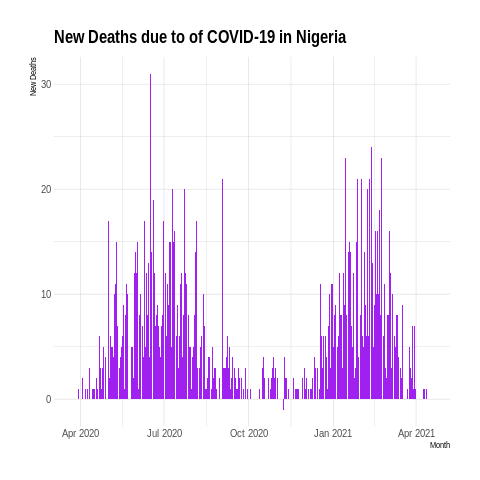 New Deaths due to of COVID-19 in Nigeria
New Deaths
30
20
10
0
Apr 2020 Jul 2020 Oct 2020 Jan 2021 Apr 2021
Month